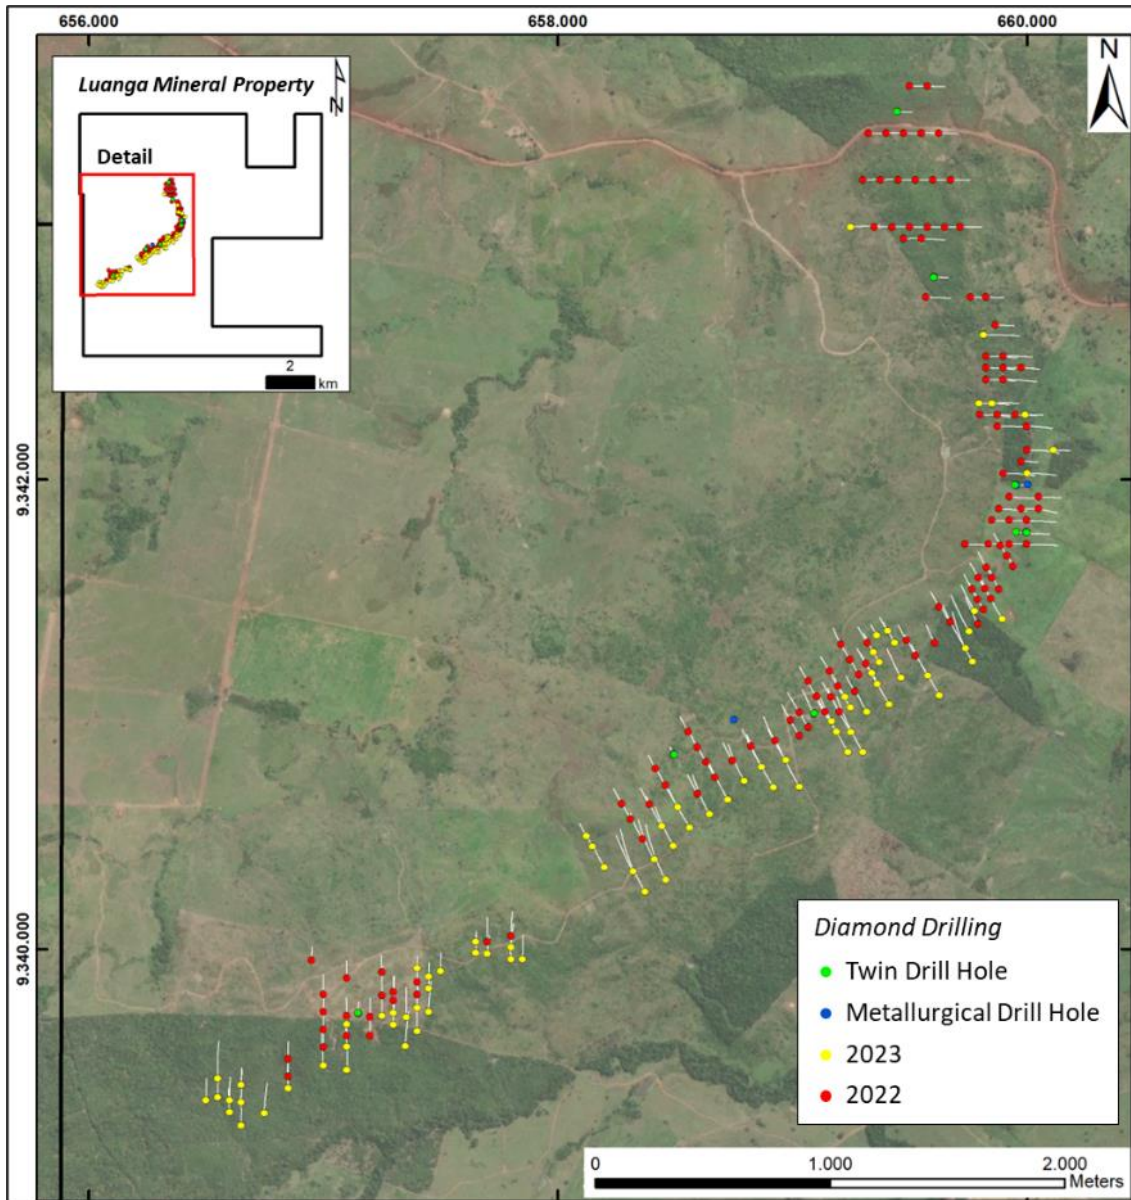 656.000 658.000 660.000
Luanga Mineral Property
N
N
Detail
2
km
9.342.000
9.340.000
Diamond Drilling
Twin Drill Hole
Metallurgical Drill Hole
2023
2022
0 1.000 2.000
Meters